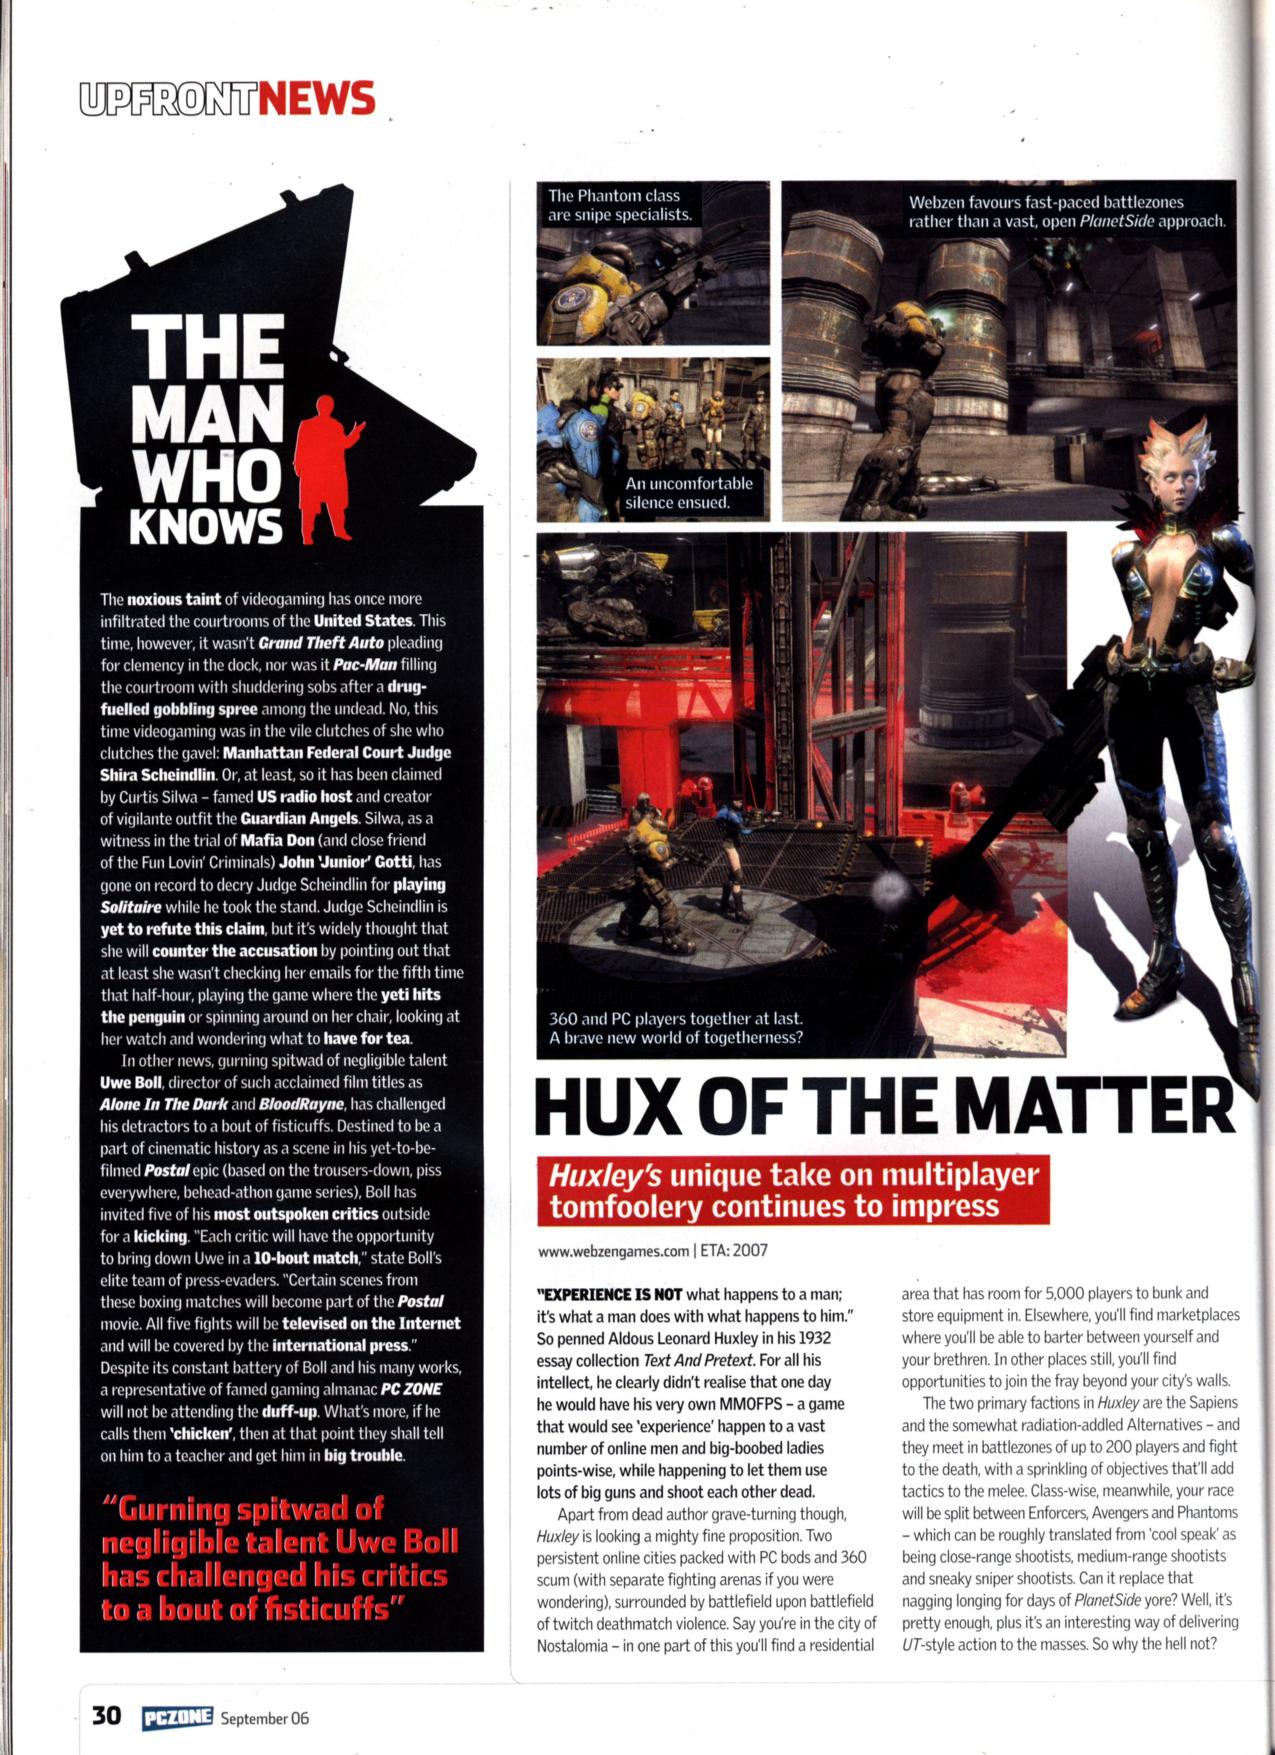 UPFRONTNEWS
THE
MAN
WHO
KNOWS
The noxious taint of videogaming has once more
infiltrated the courtrooms of the United States. This
time, however, it wasn't Grand Theft Auto pleading
for clemency in the dock, nor was it Pac-Man filling
the courtroom with shuddering sobs after a drug-
fuelled gobbling spree among the undead. No, this
time videogaming was in the vile clutches of she who
clutches the gavel: Manhattan Federal Court Judge
Shira Scheindlin. Or, at least, so it has been claimed
by Curtis Silwa – famed US radio host and creator
of vigilante outfit the Guardian Angels. Silwa, as a
witness in the trial of Mafia Don (and close friend
of the Fun Lovin' Criminals) John 'Junior' Gotti, has
gone on record to decry Judge Scheindlin for playing
Solitaire while he took the stand. Judge Scheindlin is
yet to refute this claim, but it's widely thought that
she will counter the accusation by pointing out that
at least she wasn't checking her emails for the fifth time
that half-hour, playing the game where the yeti hits
the penguin or spinning around on her chair, looking at
her watch and wondering what to have for tea.
In other news, gurning spitwad of negligible talent
Uwe Boll, director of such acclaimed film titles as
Alone In The Dark and BloodRayne, has challenged
his detractors to a bout of fisticuffs. Destined to be a
part of cinematic history as a scene in his yet-to-be-
filmed Postal epic (based on the trousers-down, piss
everywhere, behead-athon game series), Boll has
invited five of his most outspoken critics outside
for a kicking. "Each critic will have the opportunity
to bring down Uwe in a 10-bout match," state Boll's
elite team of press-evaders. "Certain scenes from
these boxing matches will become part of the Postal
movie. All five fights will be televised on the Internet
and will be covered by the international press."
Despite its constant battery of Boll and his many works,
a representative of famed gaming almanac PC ZONE
will not be attending the duff-up. What's more, if he
calls them 'chicken', then at that point they shall tell
on him to a teacher and get him in big trouble.
"Gurning spitwad of
negligible talent Uwe Boll
has challenged his critics
to a bout of fisticuffs"
The Phantom class
are snipe specialists.
Webzen favours fast-paced battlezones
rather than a vast, open PlanetSide approach.
An uncomfortable
silence ensued.
360 and PC players together at last.
A brave new world of togetherness?
HUX OF THE MATTER
Huxley's unique take on multiplayer
tomfoolery continues to impress
www.webzengames.com | ETA: 2007
"EXPERIENCE IS NOT what happens to a man;
it's what a man does with what happens to him."
So penned Aldous Leonard Huxley in his 1932
essay collection Text And Pretext. For all his
intellect, he clearly didn't realise that one day
he would have his very own MMOFPS – a game
that would see 'experience' happen to a vast
number of online men and big-boobed ladies
points-wise, while happening to let them use
lots of big guns and shoot each other dead.
Apart from dead author grave-turning though,
Huxley is looking a mighty fine proposition. Two
persistent online cities packed with PC bods and 360
scum (with separate fighting arenas if you were
wondering), surrounded by battlefield upon battlefield
of twitch deathmatch violence. Say you're in the city of
Nostalomia – in one part of this you'll find a residential
area that has room for 5,000 players to bunk and
store equipment in. Elsewhere, you'll find marketplaces
where you'll be able to barter between yourself and
your brethren. In other places still, you'll find
opportunities to join the fray beyond your city's walls.
The two primary factions in Huxley are the Sapiens
and the somewhat radiation-addled Alternatives – and
they meet in battlezones of up to 200 players and fight
to the death, with a sprinkling of objectives that'll add
tactics to the melee. Class-wise, meanwhile, your race
will be split between Enforcers, Avengers and Phantoms
– which can be roughly translated from 'cool speak' as
being close-range shootists, medium-range shootists
and sneaky sniper shootists. Can it replace that
nagging longing for days of PlanetSide yore? Well, it's
pretty enough, plus it's an interesting way of delivering
UT-style action to the masses. So why the hell not?
30 PCZONE September 06